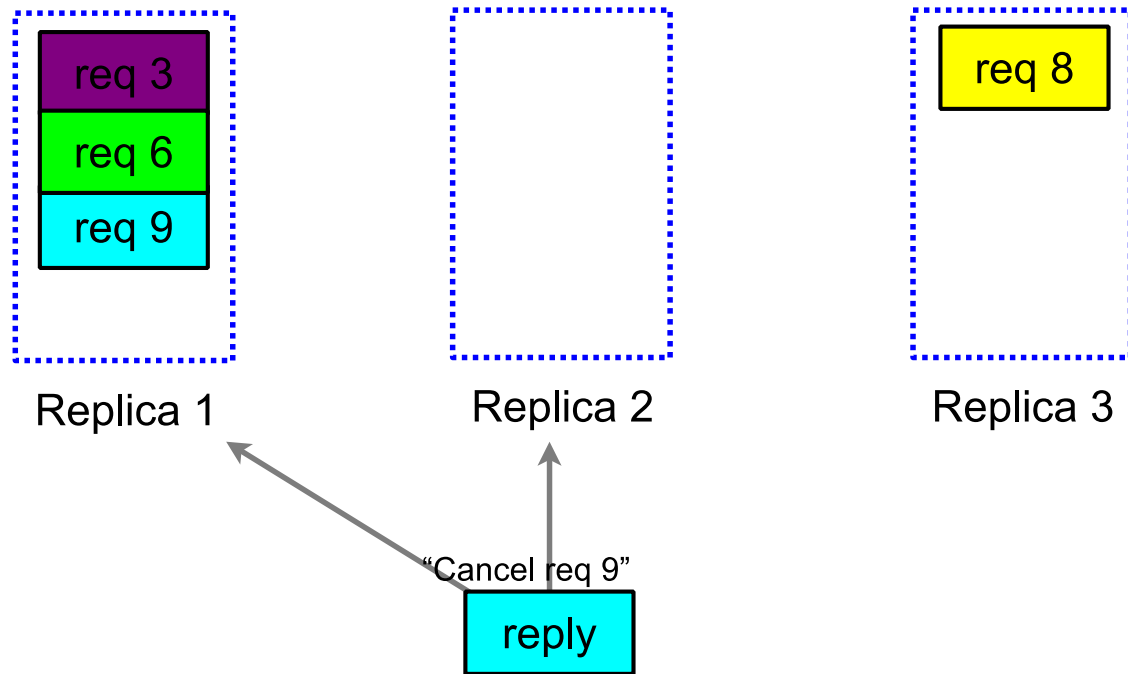 req 3
req 6
req 9
req 8
Replica 1
Replica 2
Replica 3
“Cancel req 9”
reply